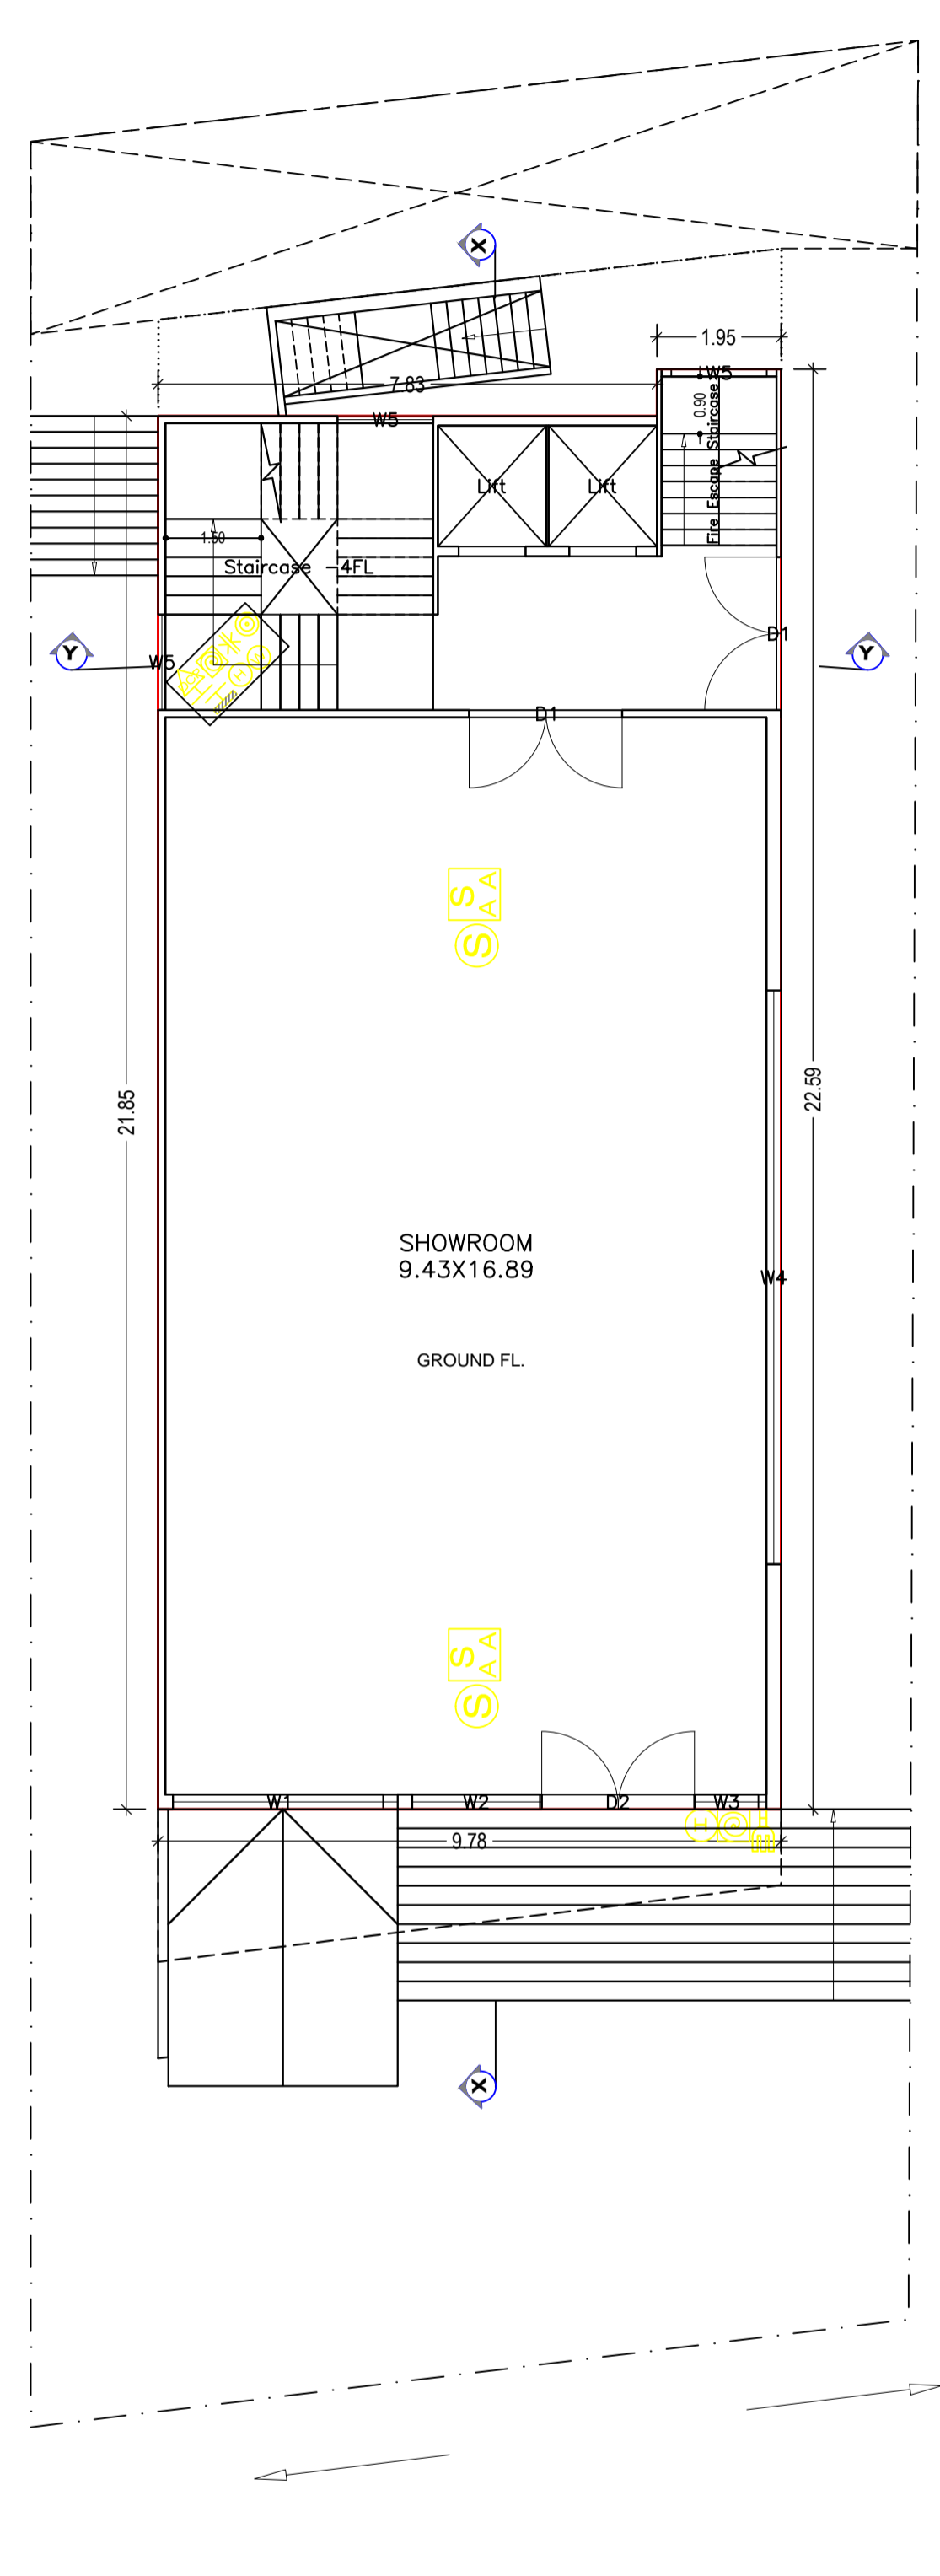 X
1.95
7.83
W5
W5
0.90
Fire Escape Staircase
Lift
Lift
1.50
Staircase -4FL
Y
W5
D1
Y
D1
S A A
S
21.85
22.59
SHOWROOM
9.43X16.89
W4
GROUND FL.
S A A
S
W1
W2
D2
W3
H
H
9.78
X